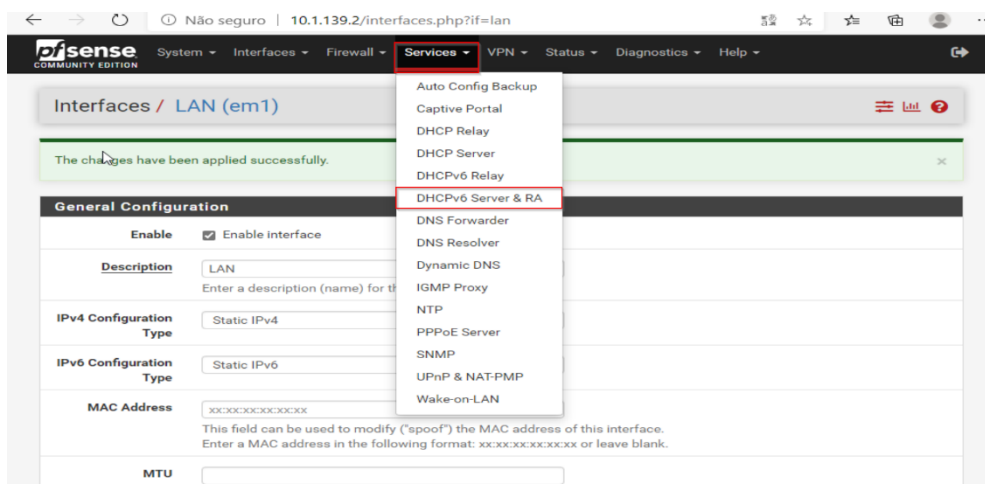 Não seguro | 10.1.139.2/interfaces.php?if=lan
pfsense COMMUNITY EDITION System Interfaces Firewall Services VPN Status Diagnostics Help
Auto Config Backup
Captive Portal
DHCP Relay
DHCP Server
DHCPv6 Relay
DHCPv6 Server & RA
DNS Forwarder
DNS Resolver
Dynamic DNS
IGMP Proxy
NTP
PPPoE Server
SNMP
UPnP & NAT-PMP
Wake-on-LAN
Interfaces / LAN (em1)
The changes have been applied successfully.
General Configuration
Enable Enable interface
Description LAN
Enter a description (name) for
IPv4 Configuration Type Static IPv4
IPv6 Configuration Type Static IPv6
MAC Address xx:xx:xx:xx:xx:xx
This field can be used to modify ("spoof") the MAC address of this interface.
Enter a MAC address in the following format: xx:xx:xx:xx:xx:xx or leave blank.
MTU